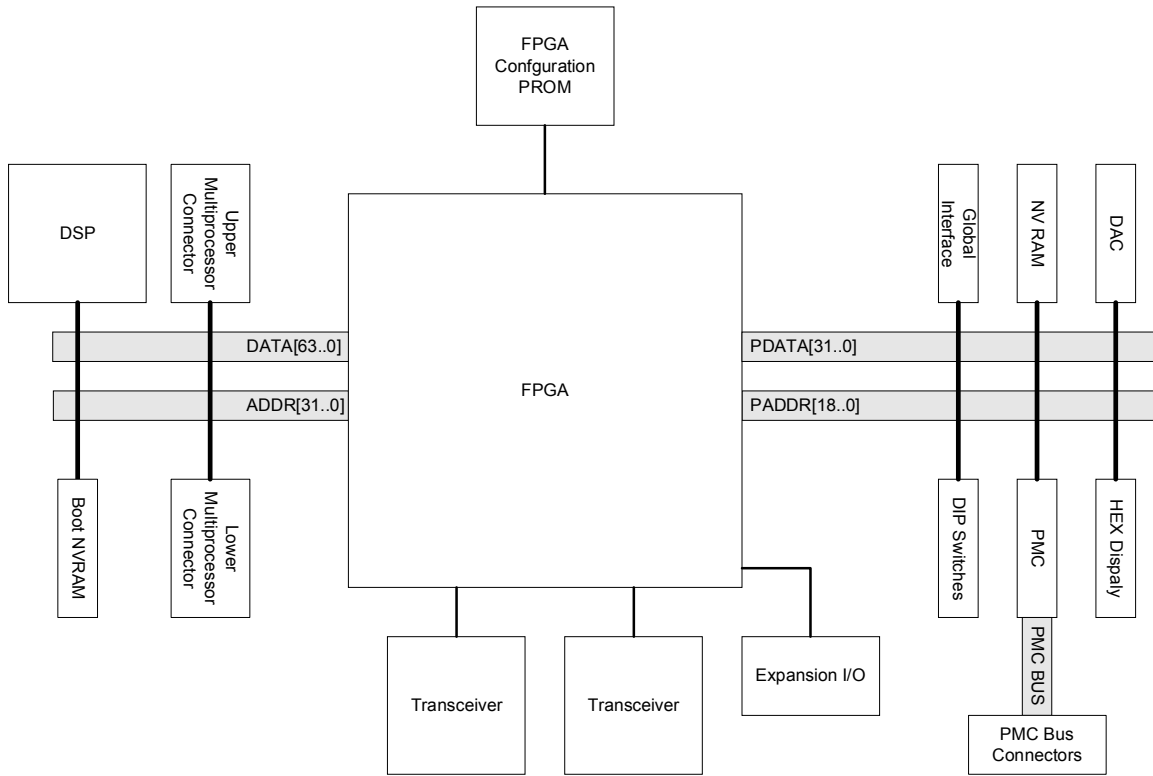 FPGA
Confguration
PROM
DSP
Upper
Multiprocessor
Connector
Global
Interface
NV RAM
DAC
DATA[63..0]
PDATA[31..0]
FPGA
ADDR[31..0]
PADDR[18..0]
Boot NVRAM
Lower
Multiprocessor
Connector
DIP Switches
PMC
HEX Dispaly
PMC BUS
Transceiver
Transceiver
Expansion I/O
PMC Bus
Connectors